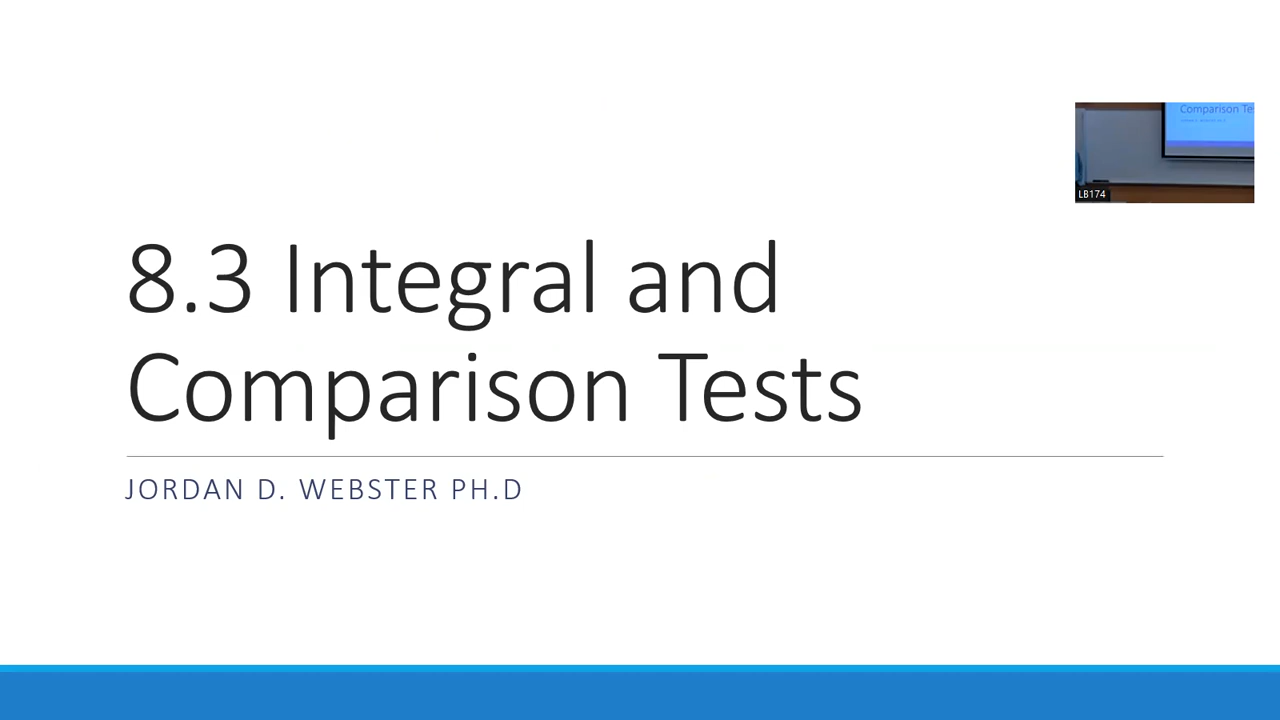 Comparison Te
LB174
8.3 Integral and
Comparison Tests
JORDAN D. WEBSTER PH.D